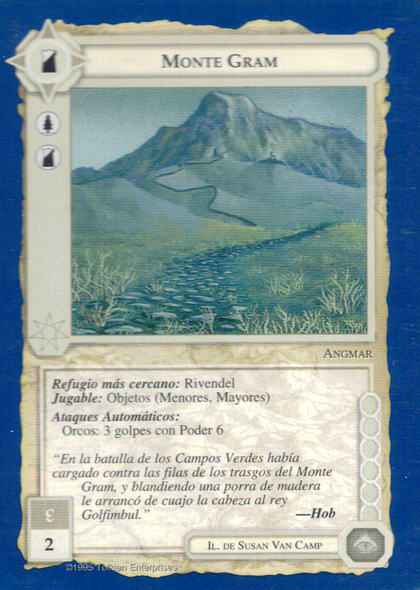 MONTE GRAM
ANGMAR
Refugio más cercano: Rivendel
Jugable: Objetos (Menores, Mayores)
Ataques Automáticos:
Orcos: 3 golpes con Poder 6
“En la batalla de los Campos Verdes había
cargado contra las filas de los trasgos del Monte
Gram, y blandiendo una porra de madera
le arrancó de cuajo la cabeza al rey
Golfimbul.” —Hob
2
IL. DE SUSAN VAN CAMP
©1995 Tolkien Enterprises